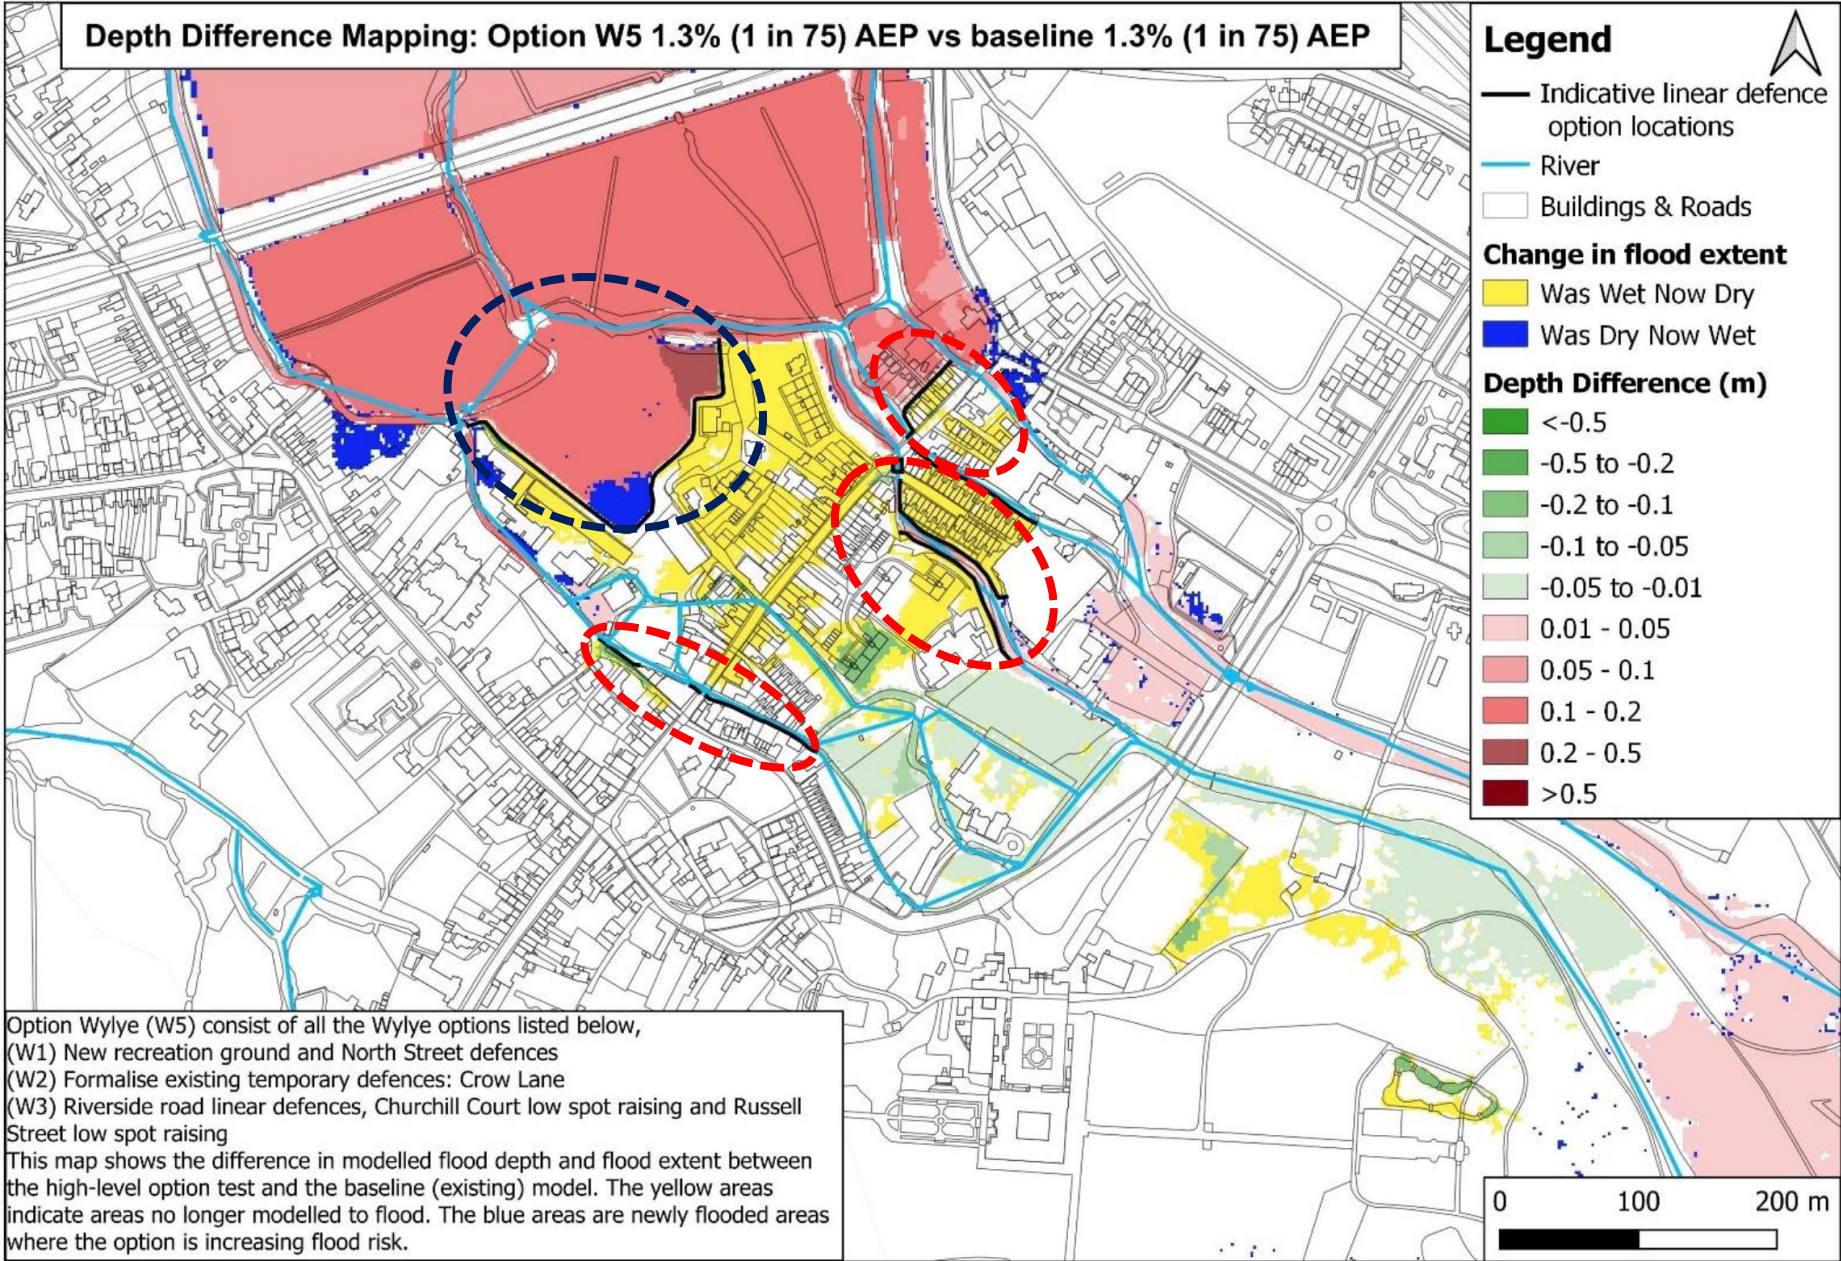 Depth Difference Mapping: Option W5 1.3% (1 in 75) AEP vs baseline 1.3% (1 in 75) AEP
Legend
Indicative linear defence
option locations
River
Buildings & Roads
Change in flood extent
Was Wet Now Dry
Was Dry Now Wet
Depth Difference (m)
<-0.5
-0.5 to -0.2
-0.2 to -0.1
-0.1 to -0.05
-0.05 to -0.01
0.01 - 0.05
0.05 - 0.1
0.1 - 0.2
0.2 - 0.5
>0.5
Option Wylye (W5) consist of all the Wylye options listed below,
(W1) New recreation ground and North Street defences
(W2) Formalise existing temporary defences: Crow Lane
(W3) Riverside road linear defences, Churchill Court low spot raising and Russell
Street low spot raising
This map shows the difference in modelled flood depth and flood extent between
the high-level option test and the baseline (existing) model. The yellow areas
indicate areas no longer modelled to flood. The blue areas are newly flooded areas
where the option is increasing flood risk.
0 100 200 m